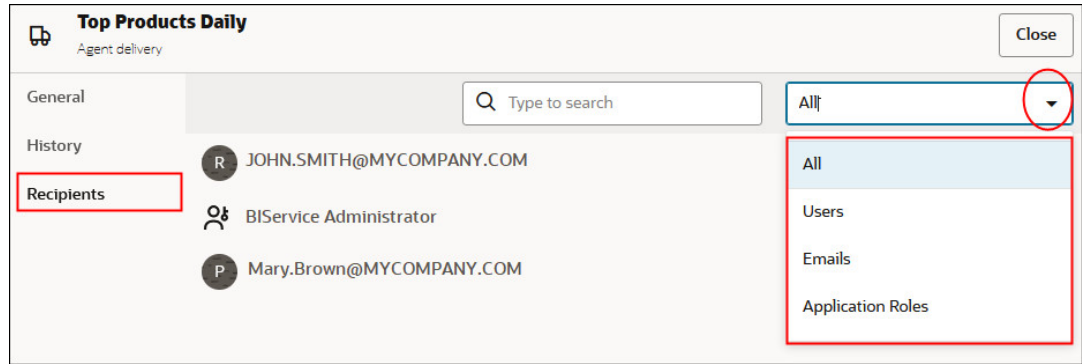 Top Products Daily
Agent delivery
Close
General
History
Recipients
Type to search
All
R JOHN.SMITH@MYCOMPANY.COM
BIService Administrator
P Mary.Brown@MYCOMPANY.COM
All
Users
Emails
Application Roles